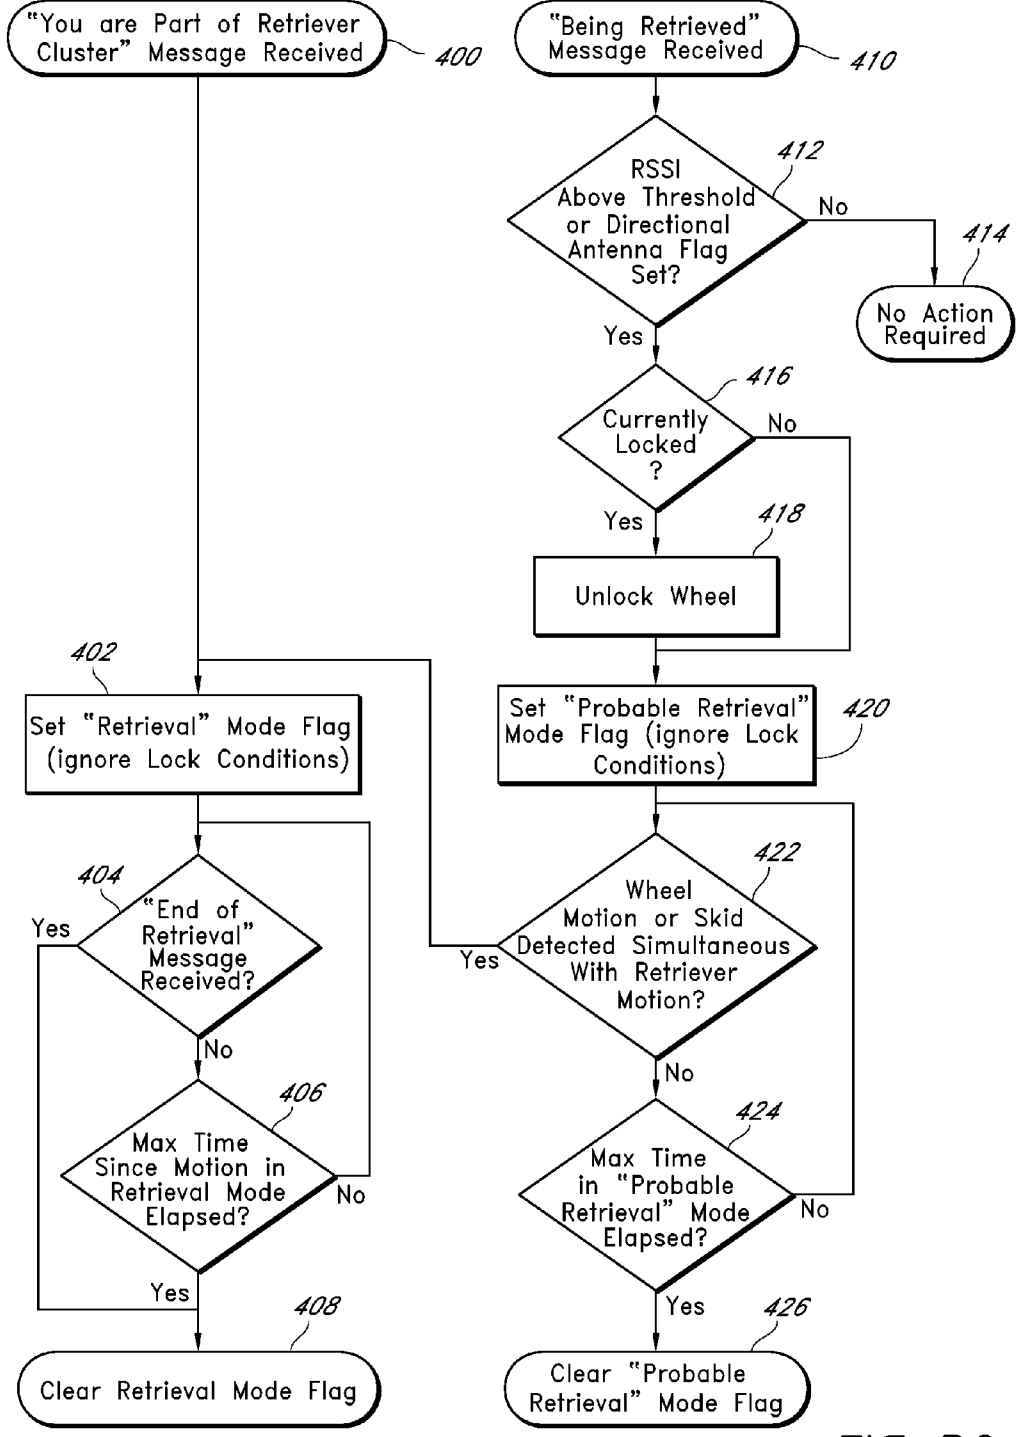 “You are Part of Retriever
Cluster” Message Received
400
“Being Retrieved”
Message Received
410
RSSI
Above Threshold
or Directional
Antenna Flag
Set?
412
No
414
No Action
Required
Yes
416
Currently
Locked
?
No
Yes
418
Unlock Wheel
402
Set “Retrieval” Mode Flag
(ignore Lock Conditions)
Set “Probable Retrieval”
Mode Flag (ignore Lock
Conditions)
420
404
“End of
Retrieval”
Message
Received?
Yes
No
422
Wheel
Motion or Skid
Detected Simultaneous
With Retriever
Motion?
Yes
No
406
Max Time
Since Motion in
Retrieval Mode
Elapsed?
No
Yes
424
Max Time
in “Probable
Retrieval” Mode
Elapsed?
No
Yes
408
Clear Retrieval Mode Flag
426
Clear “Probable
Retrieval” Mode Flag